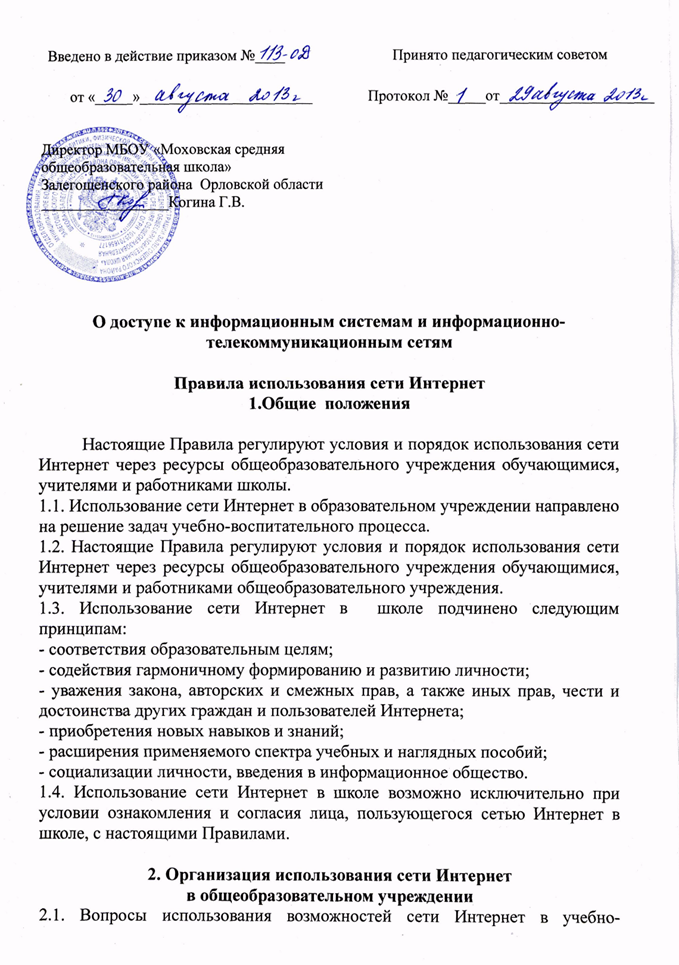 Введено в действие приказом № 113-ОД
Принято педагогическим советом
от « 30 » августа 2013 г
Протокол № 1 от 29 августа 2013 г
Директор МБОУ «Моховская средняя
общеобразовательная школа»
Залегощенского района Орловской области
Когина Г.В.
О доступе к информационным системам и информационно-
телекоммуникационным сетям
Правила использования сети Интернет
1.Общие положения
Настоящие Правила регулируют условия и порядок использования сети
Интернет через ресурсы общеобразовательного учреждения обучающимися,
учителями и работниками школы.
1.1. Использование сети Интернет в образовательном учреждении направлено
на решение задач учебно-воспитательного процесса.
1.2. Настоящие Правила регулируют условия и порядок использования сети
Интернет через ресурсы общеобразовательного учреждения обучающимися,
учителями и работниками общеобразовательного учреждения.
1.3. Использование сети Интернет в школе подчинено следующим
принципам:
- соответствия образовательным целям;
- содействия гармоничному формированию и развитию личности;
- уважения закона, авторских и смежных прав, а также иных прав, чести и
достоинства других граждан и пользователей Интернета;
- приобретения новых навыков и знаний;
- расширения применяемого спектра учебных и наглядных пособий;
- социализации личности, введения в информационное общество.
1.4. Использование сети Интернет в школе возможно исключительно при
условии ознакомления и согласия лица, пользующегося сетью Интернет в
школе, с настоящими Правилами.
2. Организация использования сети Интернет
в общеобразовательном учреждении
2.1. Вопросы использования возможностей сети Интернет в учебно-